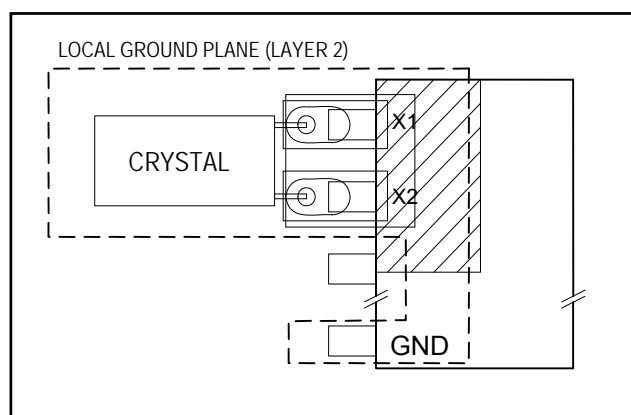 LOCAL GROUND PLANE (LAYER 2)
X1
CRYSTAL
X2
GND